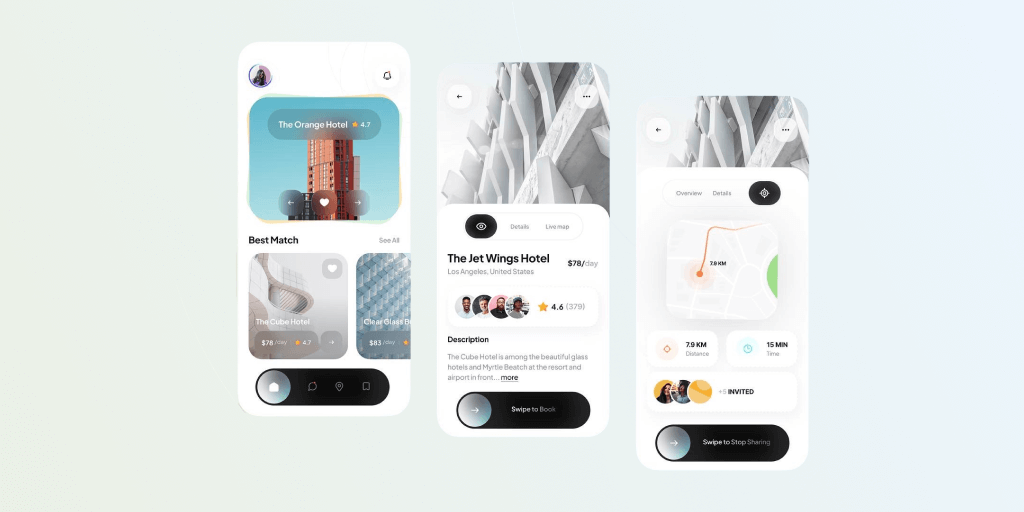 The Orange Hotel ★ 4.7
Best Match
See All
The Cube Hotel
$78 /day
4.7
Clear Glass B
$83 /day
4
Details
Live map
The Jet Wings Hotel
$78/day
Los Angeles, United States
4.6 (379)
Description
The Cube Hotel is among the beautiful glass
hotels and Myrtle Beatch at the resort and
airport in front... more
Swipe to Book
Overview
Details
7.9 KM
7.9 KM
Distance
15 MIN
Time
+5 INVITED
Swipe to Stop Sharing